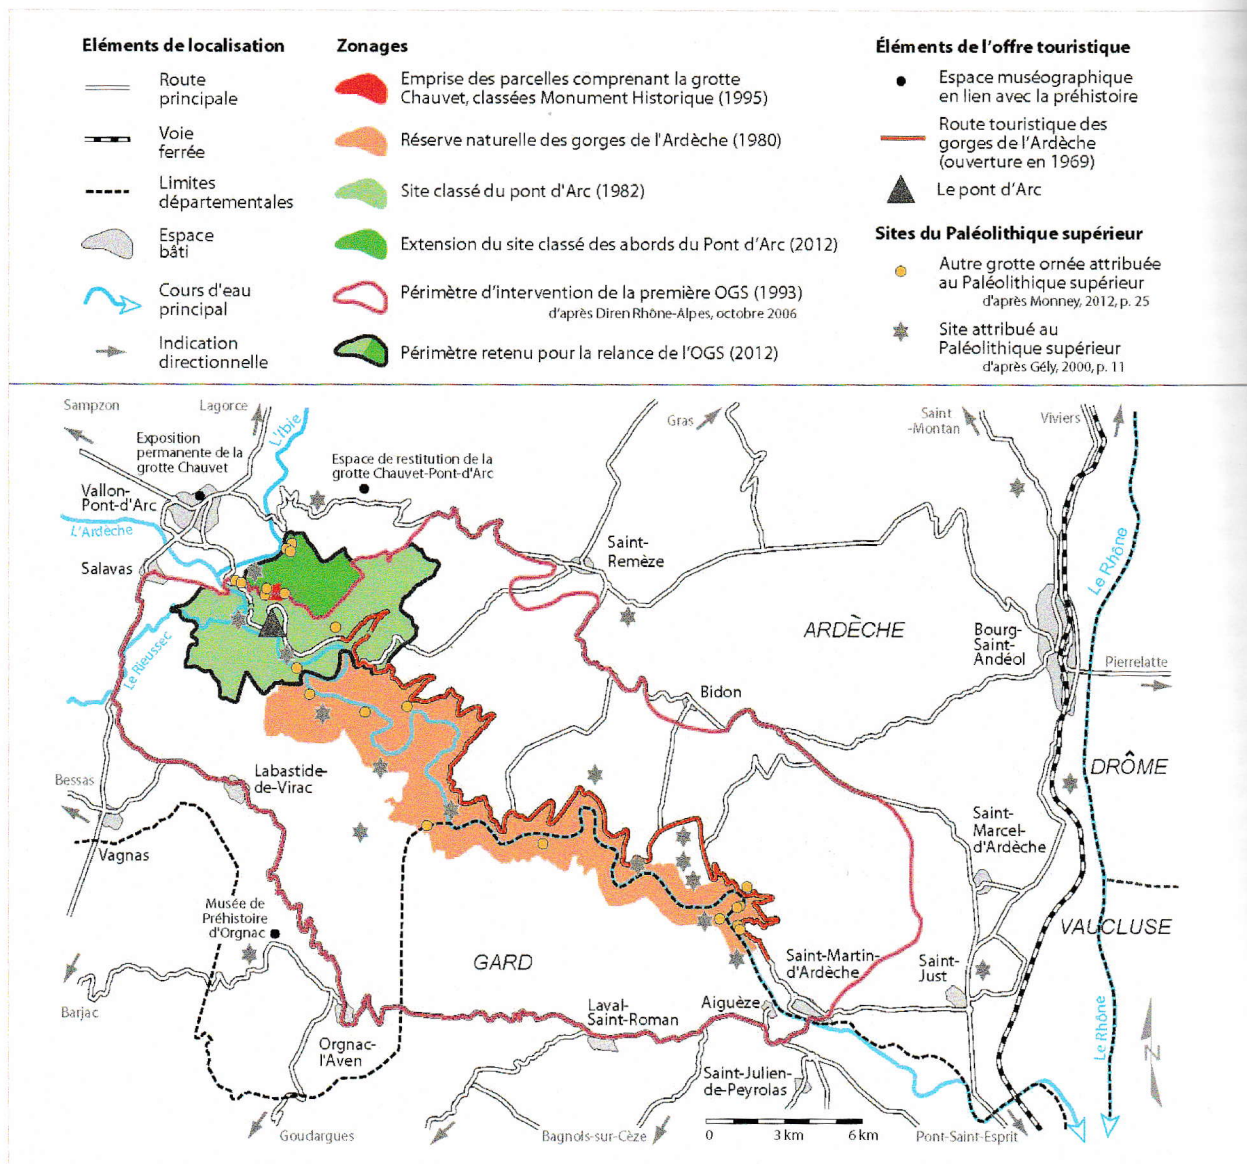 Eléments de localisation
Route
principale
Voie
ferrée
Limites
départementales
Espace
bâti
Cours d'eau
principal
Indication
directionnelle
Zonages
Emprise des parcelles comprenant la grotte
Chauvet, classées Monument Historique (1995)
Réserve naturelle des gorges de l'Ardèche (1980)
Site classé du pont d'Arc (1982)
Extension du site classé des abords du Pont d'Arc (2012)
Périmètre d'intervention de la première OGS (1993)
d'après Diren Rhône-Alpes, octobre 2006
Périmètre retenu pour la relance de l'OGS (2012)
Éléments de l'offre touristique
Espace muséographique
en lien avec la préhistoire
Route touristique des
gorges de l'Ardèche
(ouverture en 1969)
Le pont d'Arc
Sites du Paléolithique supérieur
Autre grotte ornée attribuée
au Paléolithique supérieur
d'après Monney, 2012, p. 25
Site attribué au
Paléolithique supérieur
d'après Gély, 2000, p. 11
Sampzon
Lagorce
Gras
Saint
-Montan
Viviers
Exposition
permanente de la
grotte Chauvet
L'Ibie
Espace de restitution de la
grotte Chauvet-Pont-d'Arc
Vallon-
Pont-d'Arc
L'Ardèche
Salavas
Saint-
Remèze
Le Rhône
ARDÈCHE
Bourg-
Saint-
Andéol
Pierrelatte
Le Rieussec
Bidon
Bessas
Labastide-
de-Virac
DRÔME
Vagnas
Saint-
Marcel-
d'Ardèche
Musée de
Préhistoire
d'Orgnac
VAUCLUSE
GARD
Saint-Martin-
d'Ardèche
Saint-
Just
Barjac
Laval-
Saint-Roman
Aiguèze
Le Rhône
Orgnac-
l'Aven
N
Saint-Julien-
de-Peyrolas
Goudargues
Bagnols-sur-Cèze
0 3 km 6 km
Pont-Saint-Esprit